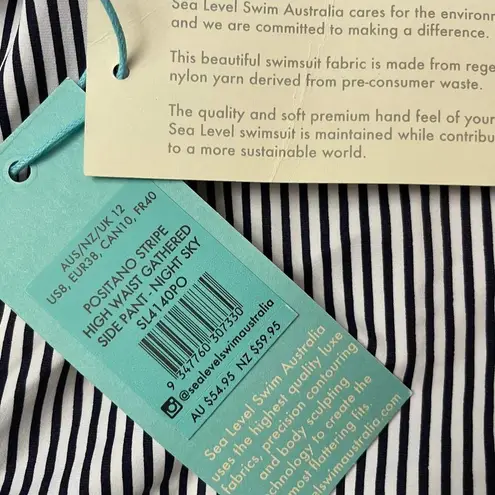 Sea Level Swim Australia cares for the environm
and we are committed to making a difference.
This beautiful swimsuit fabric is made from rege
nylon yarn derived from pre-consumer waste.
The quality and soft premium hand feel of your
Sea Level swimsuit is maintained while contribu
to a more sustainable world.
AUS/NZ/UK 12
US8, EUR38, CAN10, FR40
POSITANO STRIPE
HIGH WAIST GATHERED
SIDE PANT - NIGHT SKY
SL4140PO
9 347760 307330
@sealevelswimaustralia
AU $54.95 NZ $59.95
Sea Level Swim Australia
uses the highest quality luxe
fabrics, precision contouring
and body sculpting
chnology to create the
most flattering fits.
lswimaustralia.com